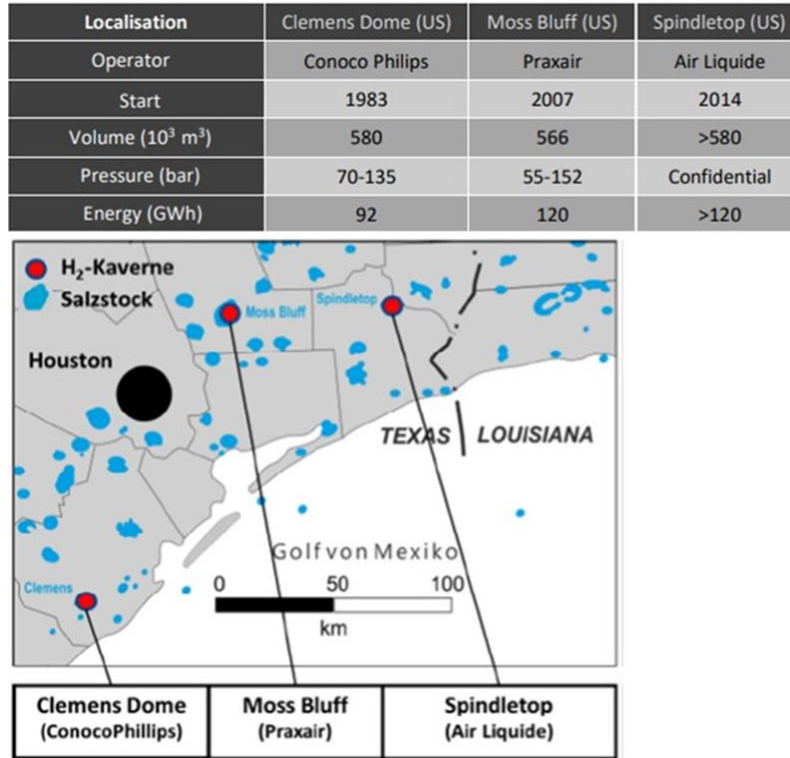 Localisation Clemens Dome (US) Moss Bluff (US) Spindletop (US)
Operator Conoco Philips Praxair Air Liquide
Start 1983 2007 2014
Volume (10³ m³) 580 566 >580
Pressure (bar) 70-135 55-152 Confidential
Energy (GWh) 92 120 >120
H₂-Kaverne
Salzstock
Moss Bluff
Spindletop
Houston
TEXAS LOUISIANA
Golf von Mexiko
Clemens
0 50 100
km
Clemens Dome Moss Bluff Spindletop
(ConocoPhillips) (Praxair) (Air Liquide)